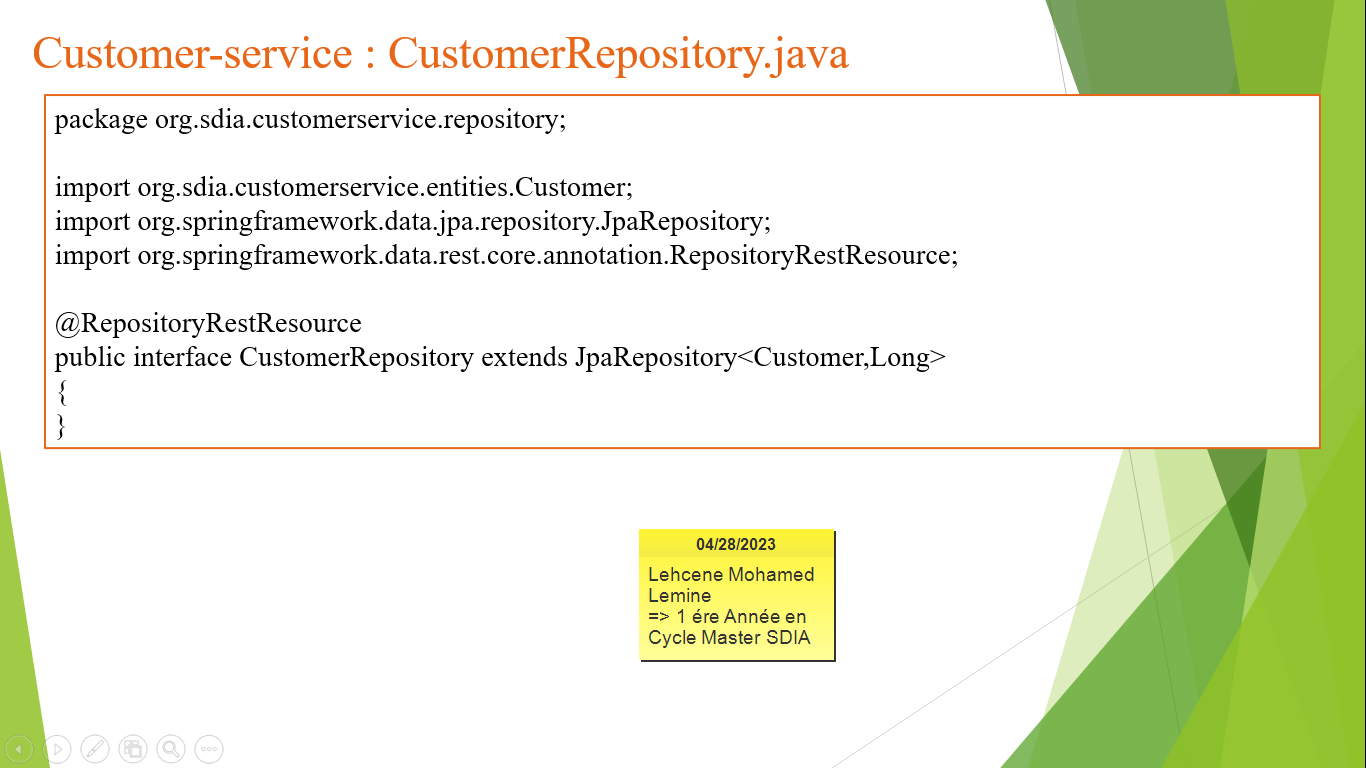 Customer-service : CustomerRepository.java
package org.sdia.customerservice.repository;
import org.sdia.customerservice.entities.Customer;
import org.springframework.data.jpa.repository.JpaRepository;
import org.springframework.data.rest.core.annotation.RepositoryRestResource;
@RepositoryRestResource
public interface CustomerRepository extends JpaRepository<Customer,Long>
{
}
04/28/2023
Lehcene Mohamed
Lemine
=> 1 ére Année en
Cycle Master SDIA